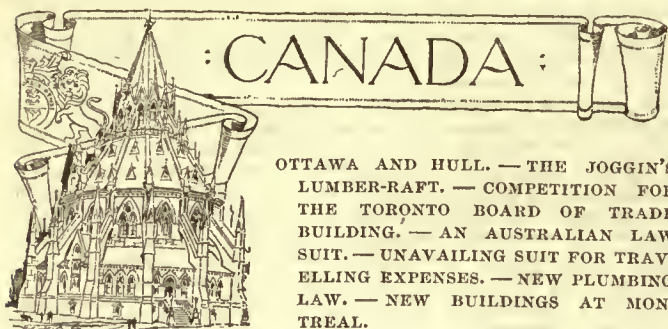 : CANADA :
OTTAWA AND HULL. — THE JOGGIN'S
LUMBER-RAFT. — COMPETITION FOR
THE TORONTO BOARD OF TRADE
BUILDING. — AN AUSTRALIAN LAW
SUIT. — UNAVAILING SUIT FOR TRAV
ELLING EXPENSES. — NEW PLUMBING
LAW. — NEW BUILDINGS AT MON
TREAL.